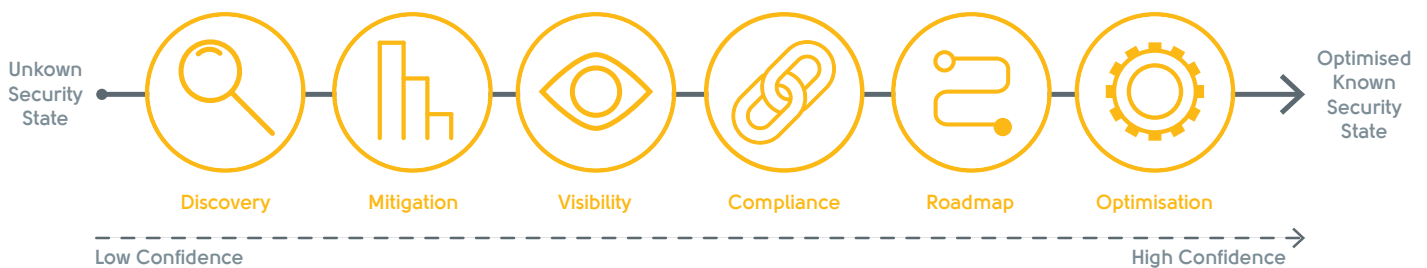 Unkown
Security
State
Optimised
Known
Security
State
Discovery
Mitigation
Visibility
Compliance
Roadmap
Optimisation
Low Confidence
High Confidence